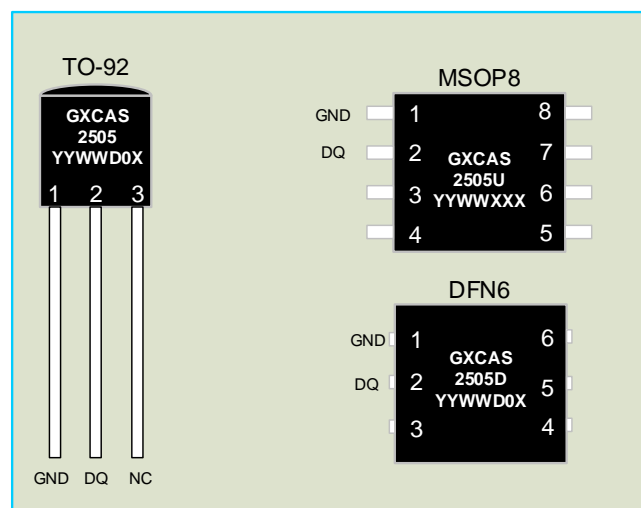 TO-92
GXCAS
2505
YYWWD0X
1 2 3
GND DQ NC
MSOP8
GND 1 8
DQ 2 7
GXCAS
2505U
3 YYWWXXX 6
4 5
DFN6
GND 1 6
GXCAS
DQ 2 2505D 5
YYWWD0X
3 4